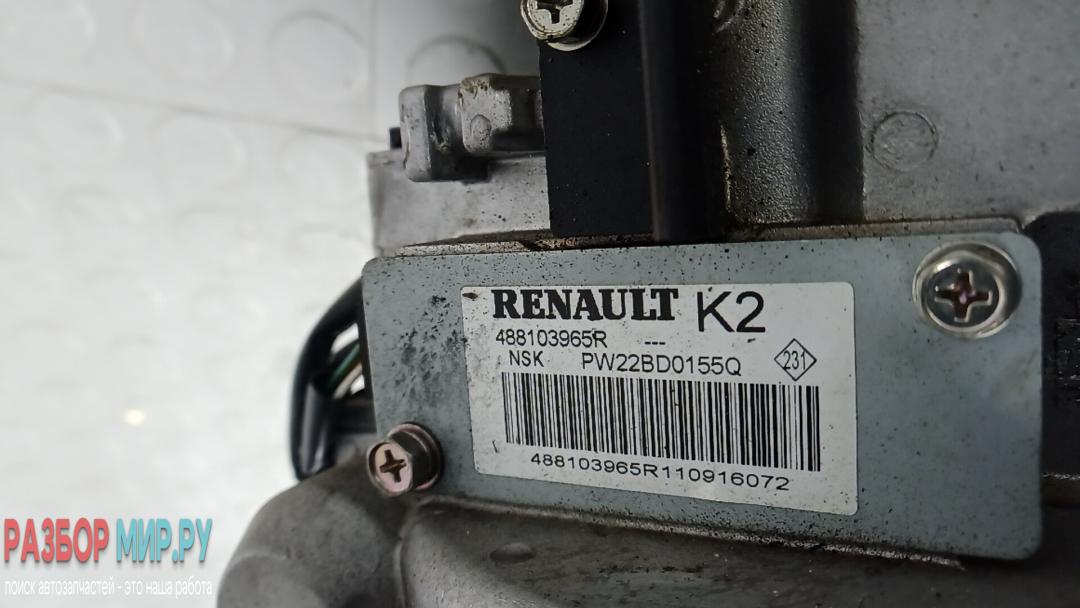 RENAULT K2
488103965R ---
NSK PW22BD0155Q 231
488103965R110916072
РАЗБОР МИР.РУ
поиск автозапчастей - это наша работа